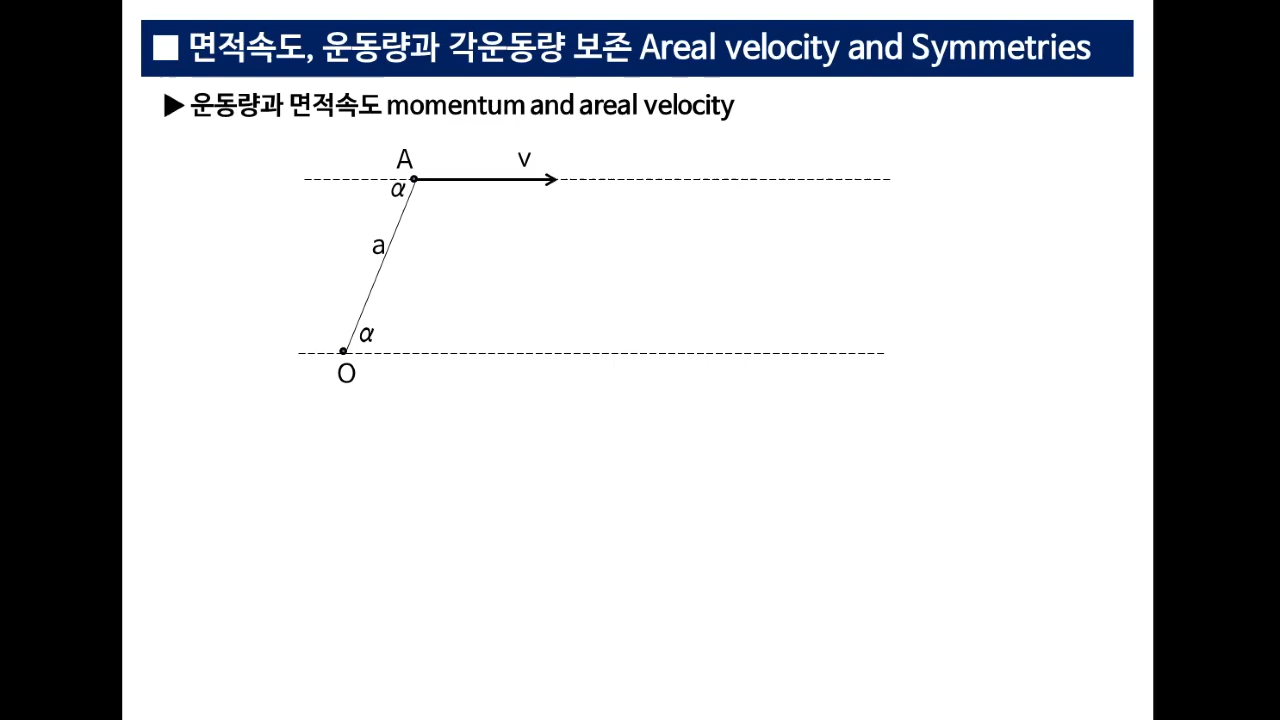 ■ 면적속도, 운동량과 각운동량 보존 Areal velocity and Symmetries
▶ 운동량과 면적속도 momentum and areal velocity
A
v
α
a
α
O